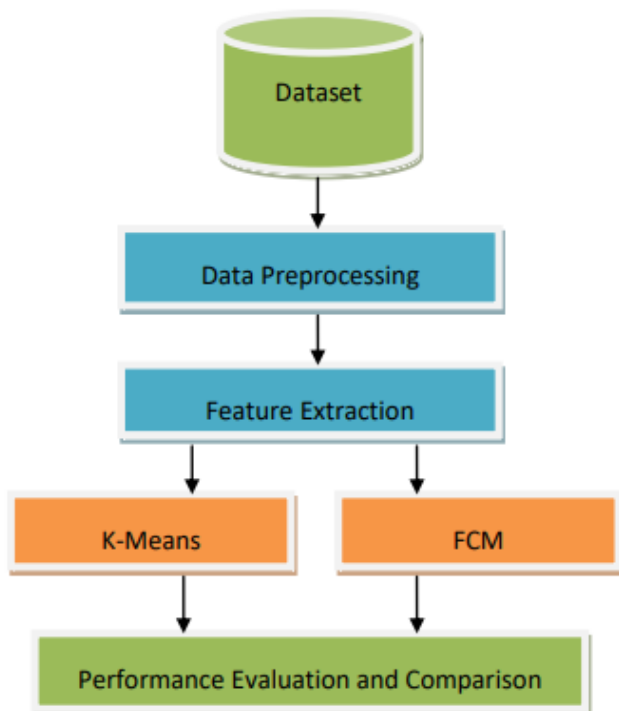 Dataset
Data Preprocessing
Feature Extraction
K-Means
FCM
Performance Evaluation and Comparison